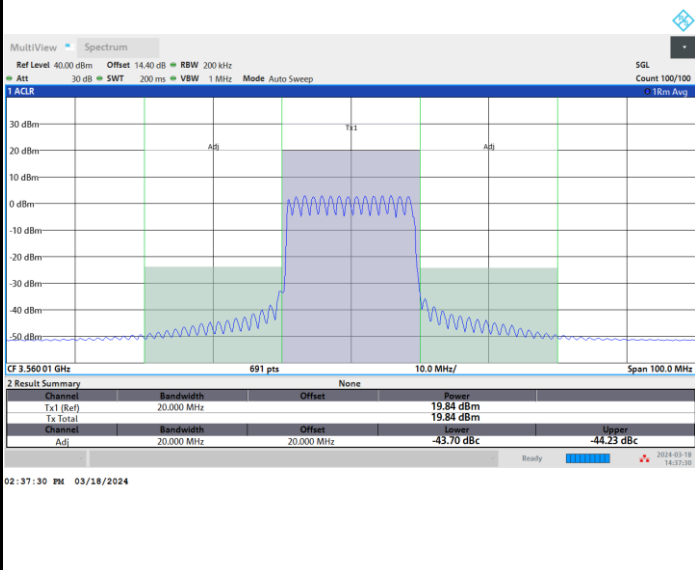 MultiView Spectrum
Ref Level 40.00 dBm Offset 14.40 dB RBW 200 kHz SGL
Att 30 dB SWT 200 ms VBW 1 MHz Mode Auto Sweep Count 100/100
1 ACLR 1Rm Avg
30 dBm
Tx1
20 dBm Adj Adj
10 dBm
0 dBm
-10 dBm
-20 dBm
-30 dBm
-40 dBm
-50 dBm
CF 3.56001 GHz 691 pts 10.0 MHz/ Span 100.0 MHz
2 Result Summary None
Channel Bandwidth Offset Power
Tx1 (Ref) 20.000 MHz 19.84 dBm
Tx Total 19.84 dBm
Channel Bandwidth Offset Lower Upper
Adj 20.000 MHz 20.000 MHz -43.70 dBc -44.23 dBc
Ready 2024-03-18
14:37:30
02:37:30 PM 03/18/2024